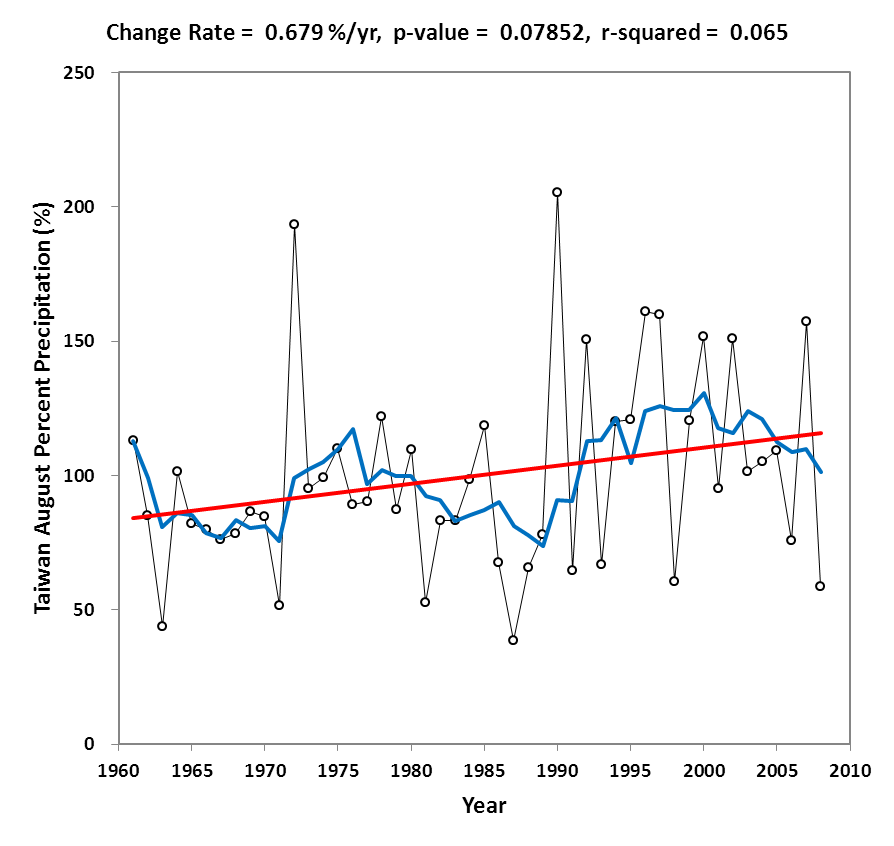 Change Rate = 0.679 %/yr, p-value = 0.07852, r-squared = 0.065
250
200
150
100
50
0
Taiwan August Percent Precipitation (%)
1960 1965 1970 1975 1980 1985 1990 1995 2000 2005 2010
Year